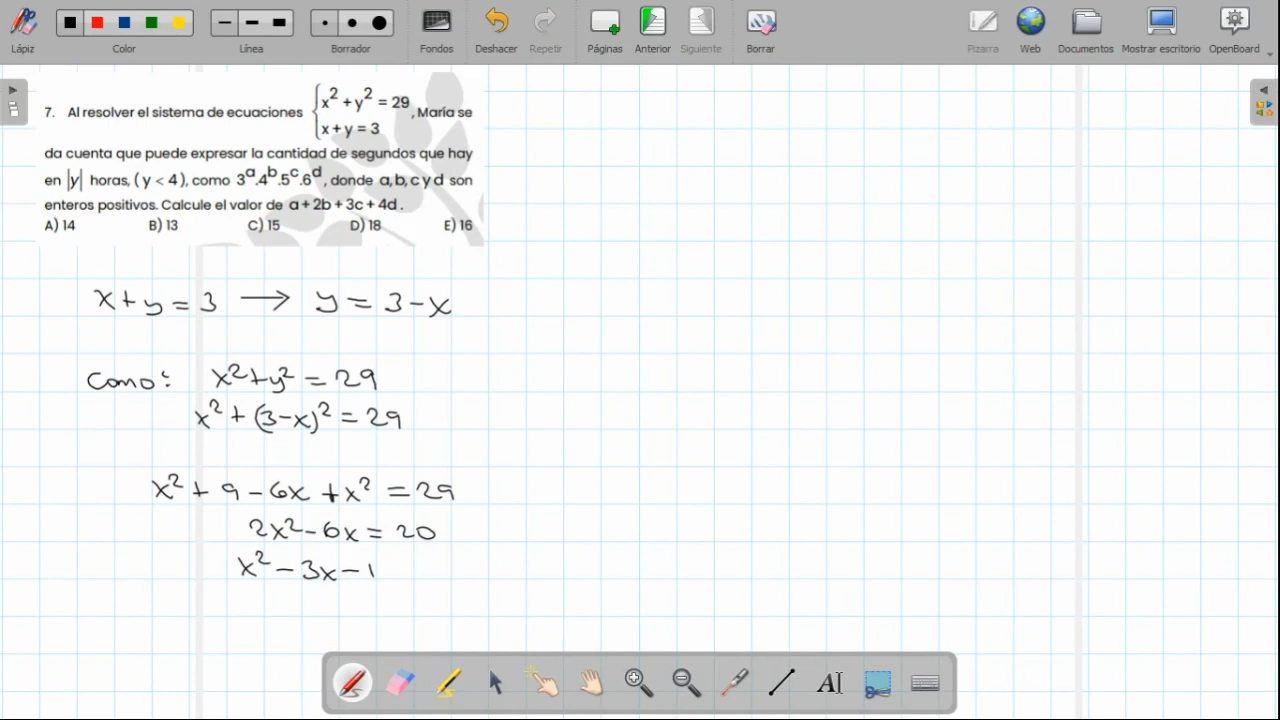 Lápiz Color Línea Borrador Fondos Deshacer Repetir Páginas Anterior Siguiente Borrar Pizarra Web Documentos Mostrar escritorio OpenBoard
7. Al resolver el sistema de ecuaciones { x² + y² = 29 , María se
x + y = 3
da cuenta que puede expresar la cantidad de segundos que hay
en |y| horas, ( y < 4 ), como 3ᵃ.4ᵇ.5ᶜ.6ᵈ, donde a, b, c y d son
enteros positivos. Calcule el valor de a + 2b + 3c + 4d .
A) 14 B) 13 C) 15 D) 18 E) 16
x + y = 3 → y = 3 - x
Como: x² + y² = 29
x² + (3 - x)² = 29
x² + 9 - 6x + x² = 29
2x² - 6x = 20
x² - 3x - 1
AI